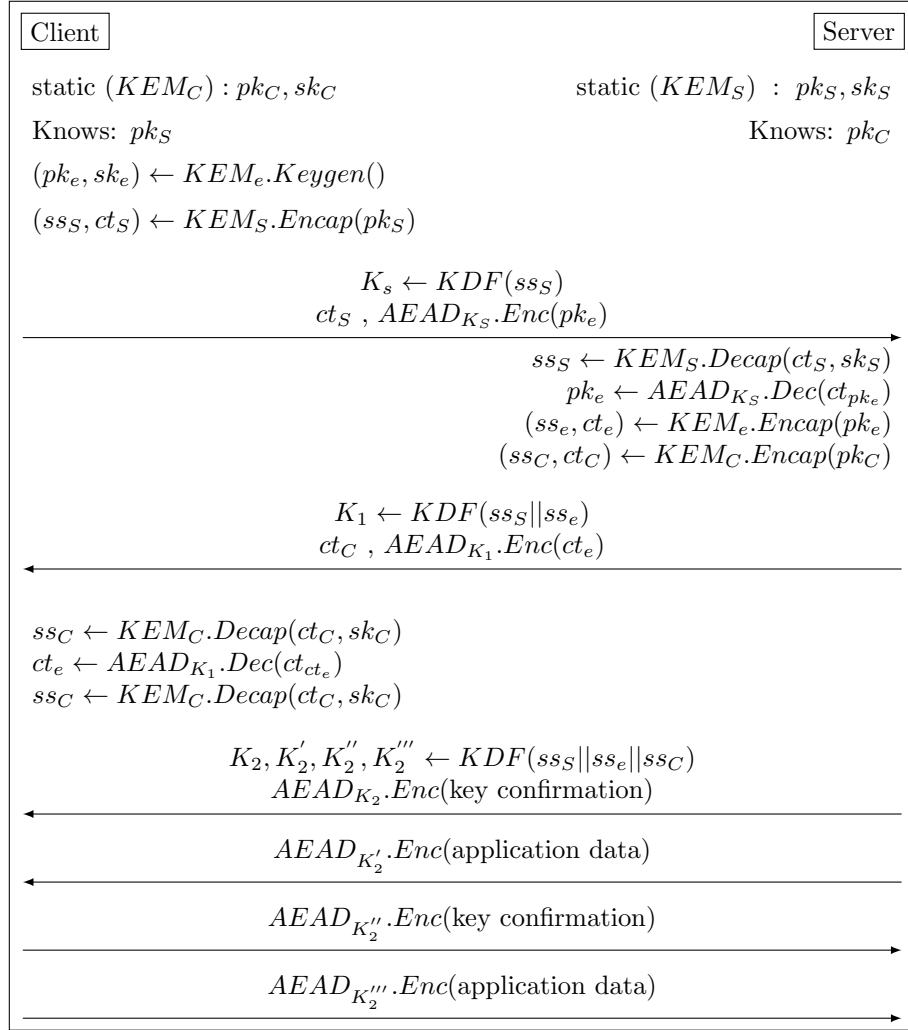 Client Server
static (KEM_C) : pk_C, sk_C static (KEM_S) : pk_S, sk_S
Knows: pk_S Knows: pk_C
(pk_e, sk_e) ← KEM_e.Keygen()
(ss_S, ct_S) ← KEM_S.Encap(pk_S)
K_s ← KDF(ss_S)
ct_S , AEAD_{K_S}.Enc(pk_e)
ss_S ← KEM_S.Decap(ct_S, sk_S)
pk_e ← AEAD_{K_S}.Dec(ct_{pk_e})
(ss_e, ct_e) ← KEM_e.Encap(pk_e)
(ss_C, ct_C) ← KEM_C.Encap(pk_C)
K_1 ← KDF(ss_S||ss_e)
ct_C , AEAD_{K_1}.Enc(ct_e)
ss_C ← KEM_C.Decap(ct_C, sk_C)
ct_e ← AEAD_{K_1}.Dec(ct_{ct_e})
ss_C ← KEM_C.Decap(ct_C, sk_C)
K_2, K_2^', K_2^'', K_2^''' ← KDF(ss_S||ss_e||ss_C)
AEAD_{K_2}.Enc(key confirmation)
AEAD_{K_2^'}.Enc(application data)
AEAD_{K_2^''}.Enc(key confirmation)
AEAD_{K_2^'''}.Enc(application data)